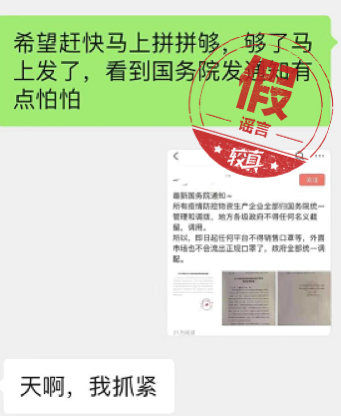 希望赶快马上拼拼够，够了马
上发了，看到国务院发通知有
点怕怕
假
谣言
较真
关注
最新国务院通知～
所有疫情防控物资生产企业全部归国务院统一
管理和调拨，地方各级政府不得任何名义截
留、调用。
所以，即日起任何平台不得销售口罩等，外面
市场也不会流出正规口罩了，政府全部统一调
配。
天啊，我抓紧